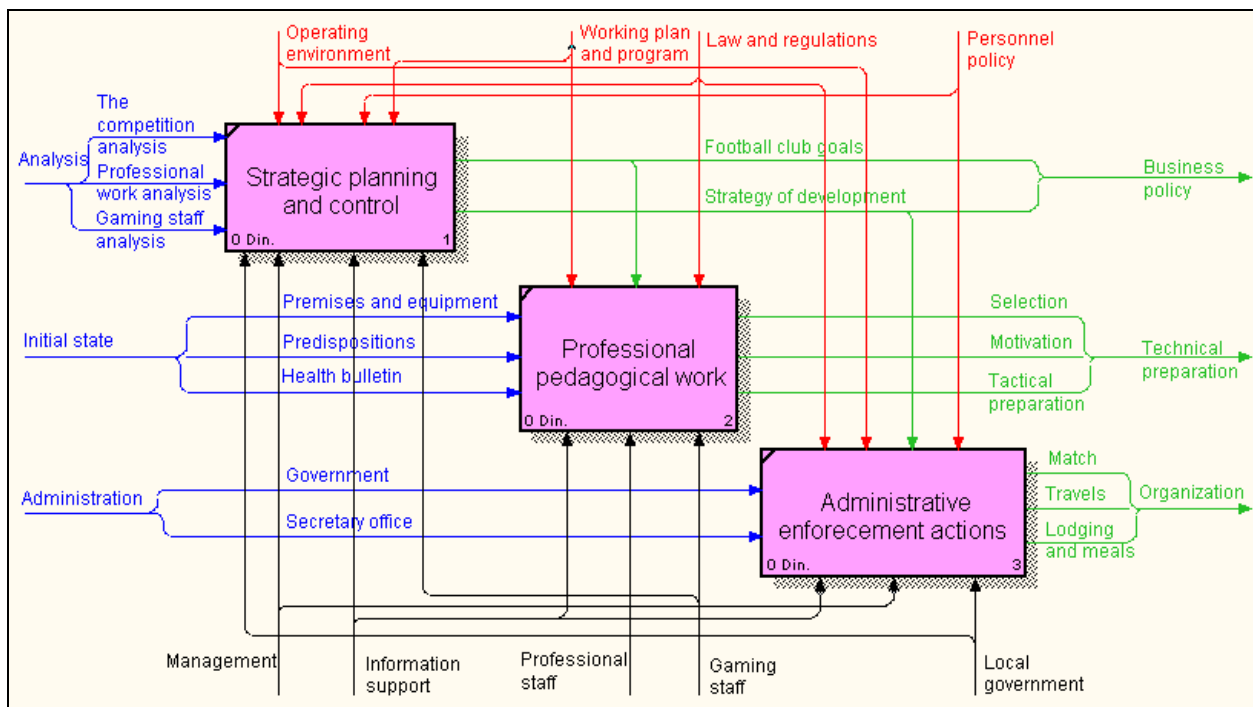 Operating
environment
Working plan
and program
Law and regulations
Personnel
policy
The
competition
analysis
Analysis
Professional
work analysis
Gaming staff
analysis
Strategic planning
and control
0 Din.
1
Football club goals
Strategy of development
Business
policy
Initial state
Premises and equipment
Predispositions
Health bulletin
Professional
pedagogical work
0 Din.
2
Selection
Motivation
Tactical
preparation
Technical
preparation
Administration
Government
Secretary office
Administrative
enforecement actions
0 Din.
3
Match
Travels
Lodging
and meals
Organization
Management
Information
support
Professional
staff
Gaming
staff
Local
government